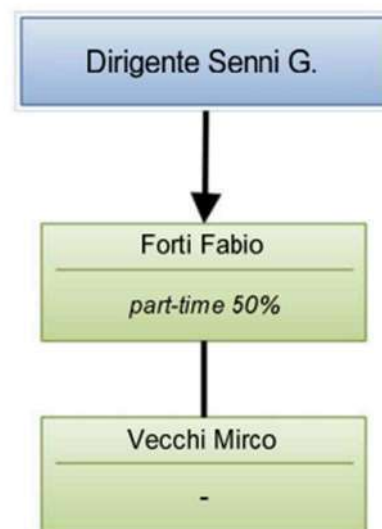 Dirigente Senni G.
Forti Fabio
part-time 50%
Vecchi Mirco
-